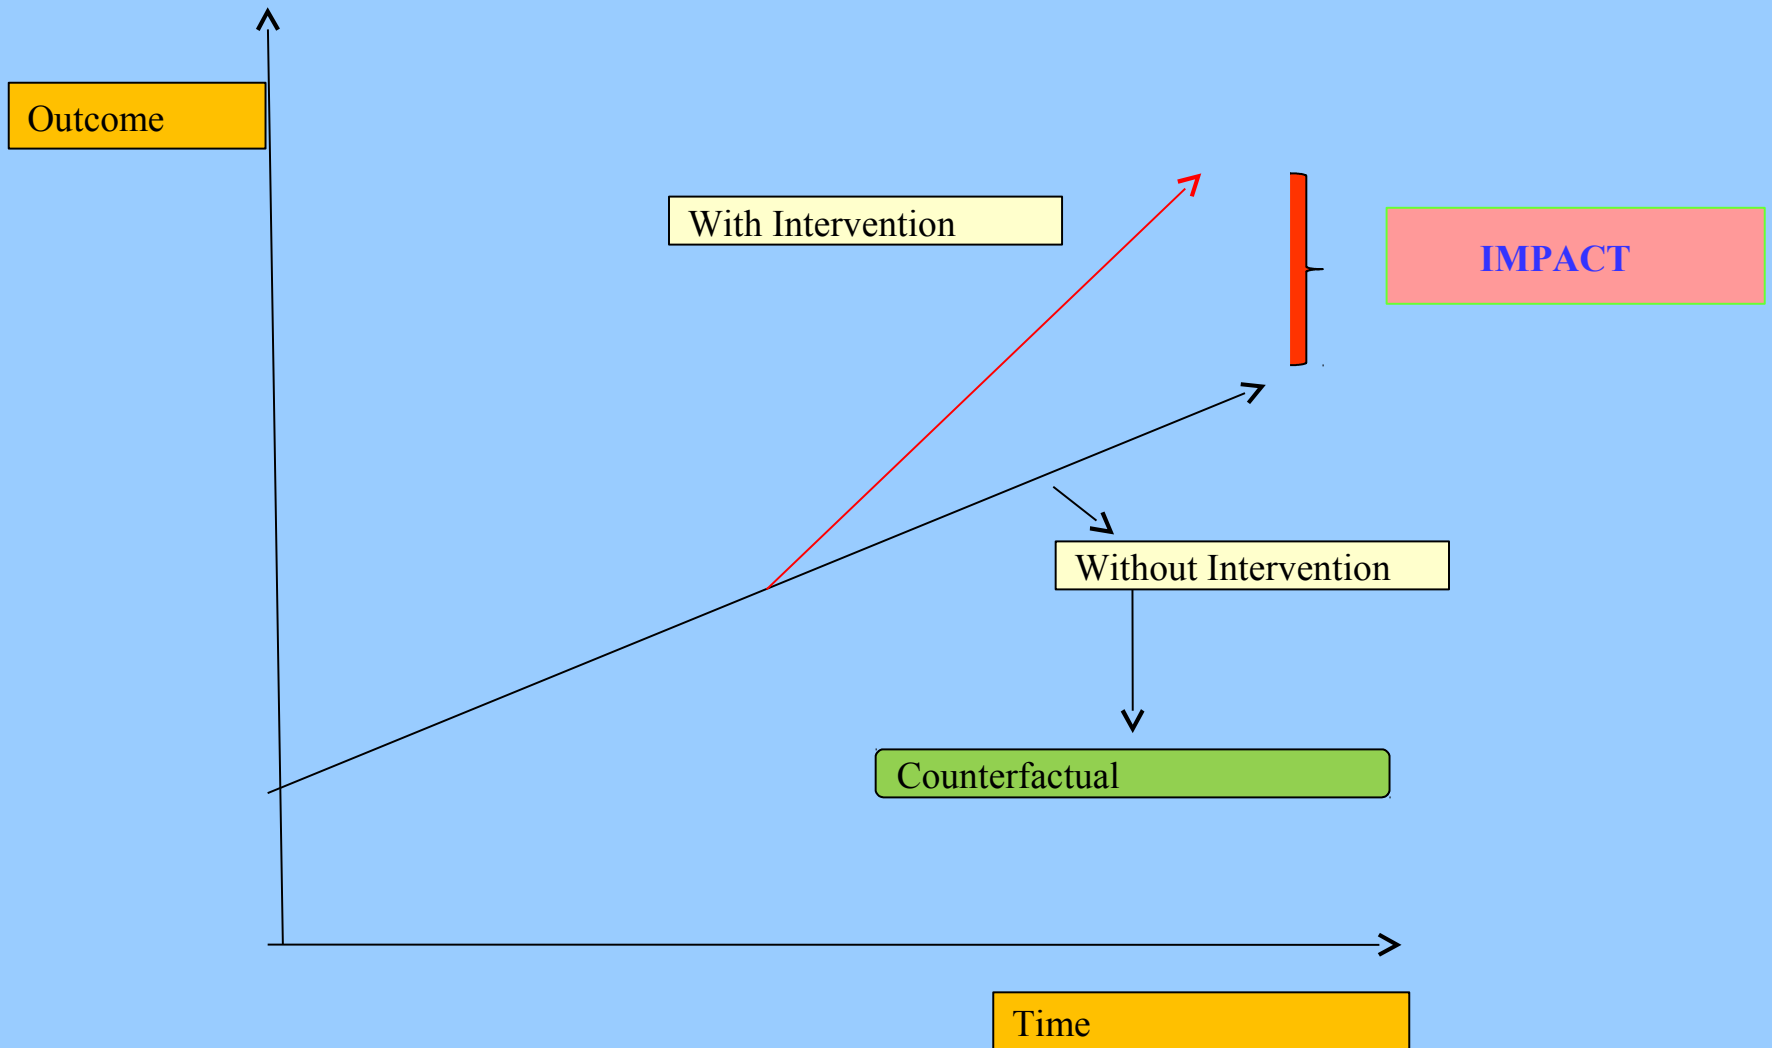 Outcome
With Intervention
IMPACT
Without Intervention
Counterfactual
Time